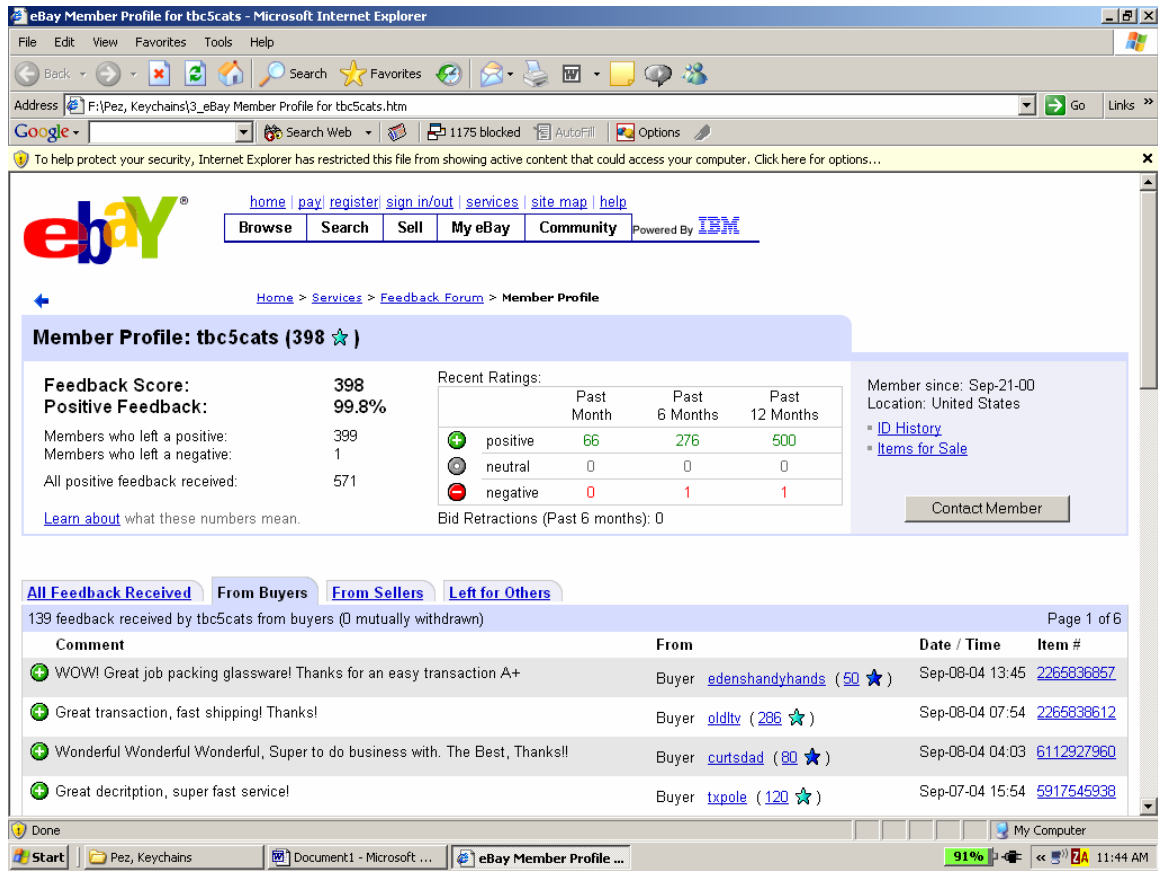 eBay Member Profile for tbc5cats - Microsoft Internet Explorer
File Edit View Favorites Tools Help
Back Search Favorites
Address F:\Pez, Keychains\3_eBay Member Profile for tbc5cats.htm Go Links »
Google Search Web 1175 blocked AutoFill Options
To help protect your security, Internet Explorer has restricted this file from showing active content that could access your computer. Click here for options...
ebaY®
home | pay| register| sign in/out | services | site map | help
Browse Search Sell My eBay Community Powered By IBM
Home > Services > Feedback Forum > Member Profile
Member Profile: tbc5cats (398 )
Feedback Score: 398
Positive Feedback: 99.8%
Members who left a positive: 399
Members who left a negative: 1
All positive feedback received: 571
Learn about what these numbers mean.
Recent Ratings:
Past Month Past 6 Months Past 12 Months
positive 66 276 500
neutral 0 0 0
negative 0 1 1
Bid Retractions (Past 6 months): 0
Member since: Sep-21-00
Location: United States
ID History
Items for Sale
Contact Member
All Feedback Received From Buyers From Sellers Left for Others
139 feedback received by tbc5cats from buyers (0 mutually withdrawn) Page 1 of 6
Comment From Date / Time Item #
WOW! Great job packing glassware! Thanks for an easy transaction A+ Buyer edenshandyhands ( 50 ) Sep-08-04 13:45 2265836857
Great transaction, fast shipping! Thanks! Buyer oldltv ( 286 ) Sep-08-04 07:54 2265838612
Wonderful Wonderful Wonderful, Super to do business with. The Best, Thanks!! Buyer curtsdad ( 80 ) Sep-08-04 04:03 6112927960
Great decritption, super fast service! Buyer txpole ( 120 ) Sep-07-04 15:54 5917545938
Done My Computer
Start Pez, Keychains Document1 - Microsoft ... eBay Member Profile ... 91% « ZA 11:44 AM